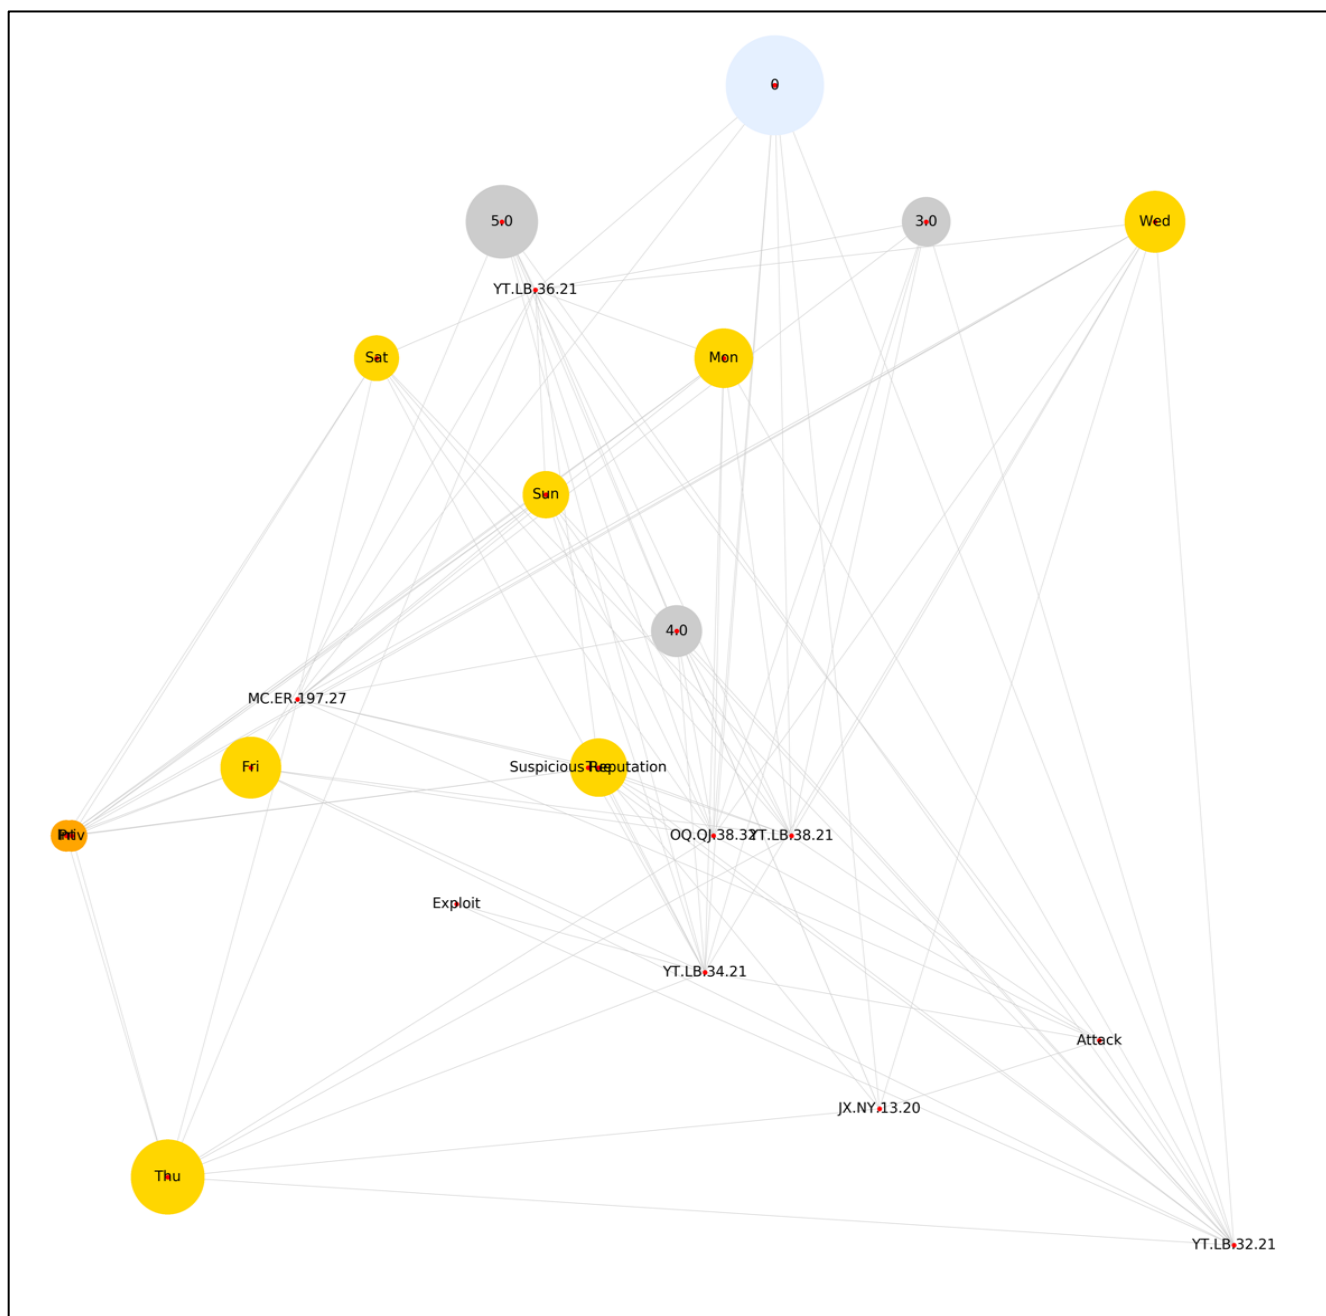 0
5.0
3.0
Wed
YT.LB.36.21
Sat
Mon
Sun
4.0
MC.ER.197.27
Fri
Suspicious Reputation
OQ.QJ.38.32
YT.LB.38.21
Exploit
YT.LB.34.21
Attack
JX.NY.13.20
Thu
YT.LB.32.21